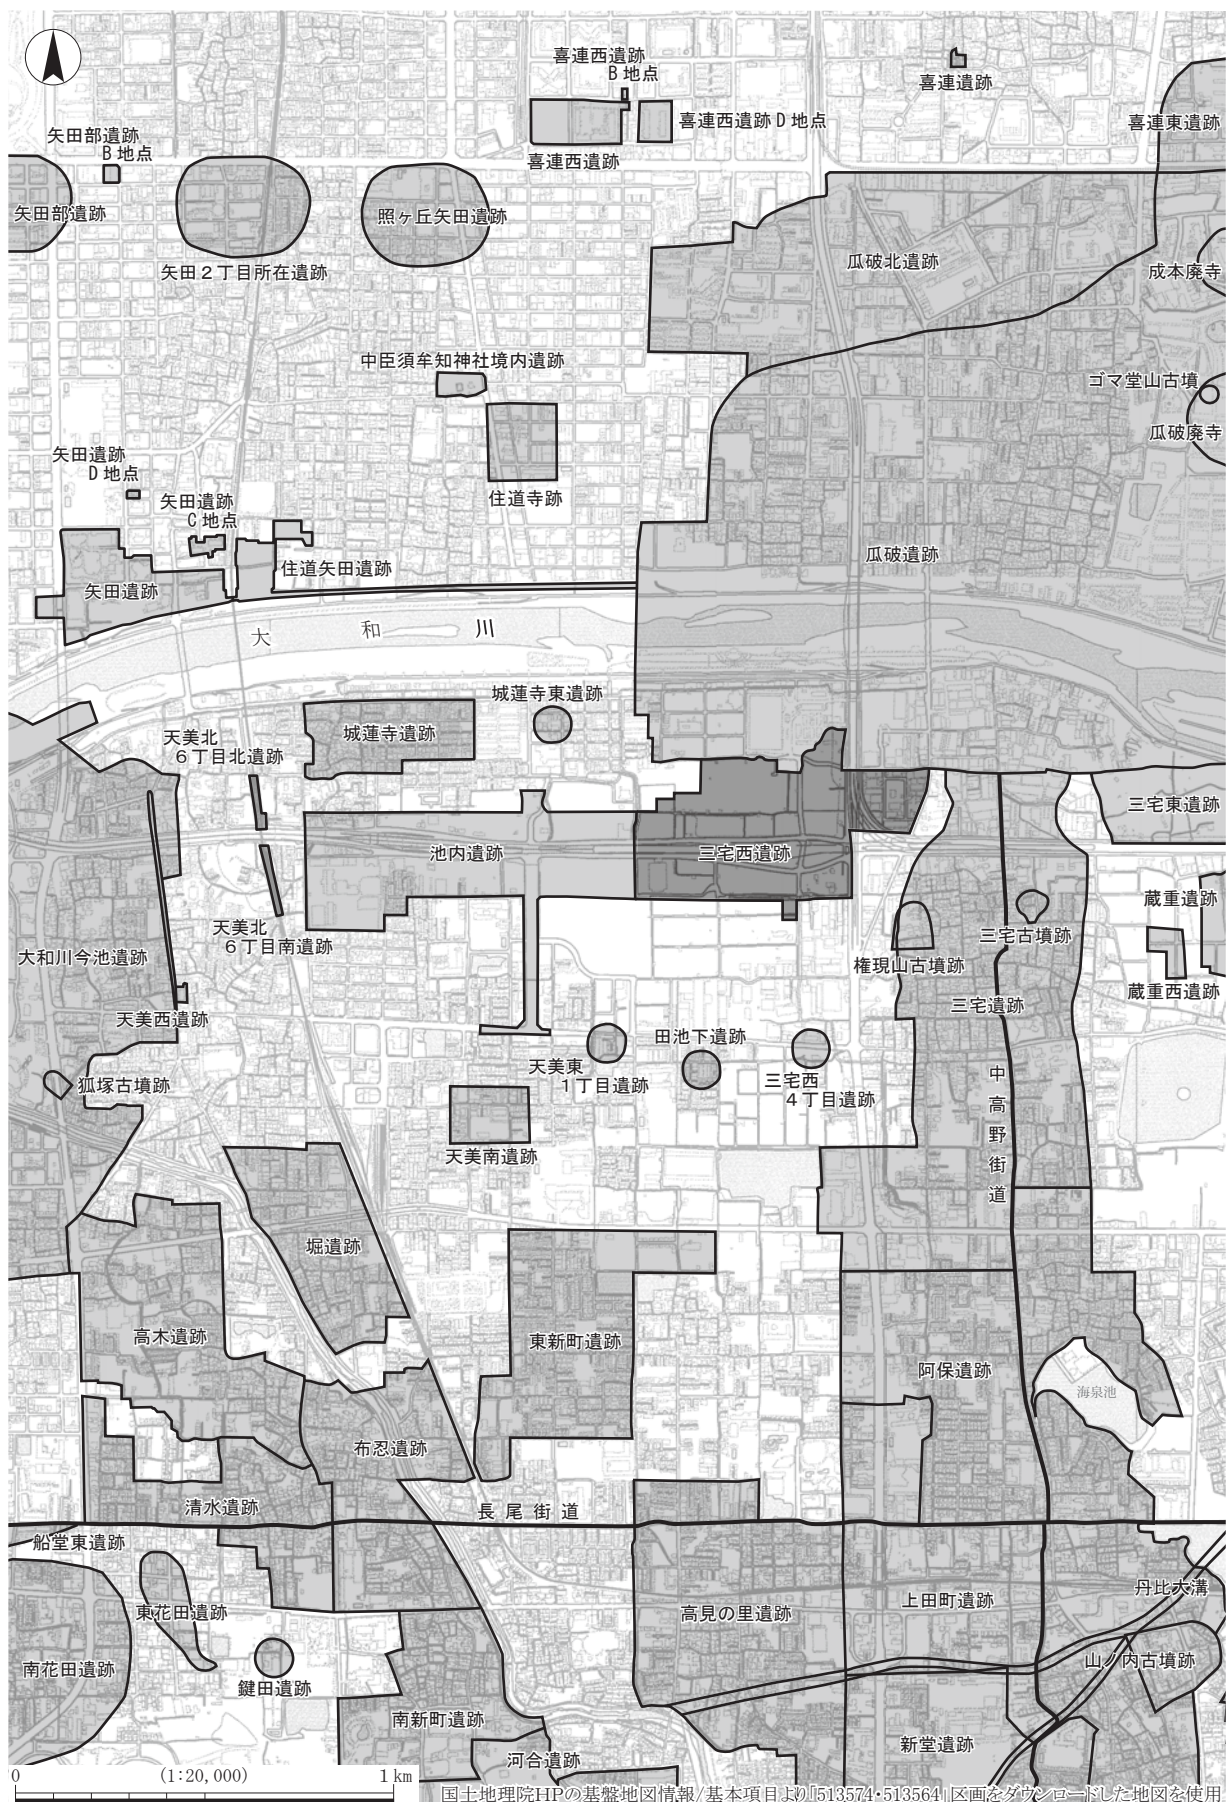 喜連西遺跡
B 地点
喜連遺跡
喜連東遺跡
喜連西遺跡 D 地点
喜連西遺跡
矢田部遺跡
B 地点
矢田部遺跡
照ヶ丘矢田遺跡
矢田２丁目所在遺跡
瓜破北遺跡
成本廃寺
中臣須牟知神社境内遺跡
ゴマ堂山古墳
瓜破廃寺
矢田遺跡
D 地点
住道寺跡
矢田遺跡
C 地点
住道矢田遺跡
瓜破遺跡
矢田遺跡
大和川
城蓮寺東遺跡
城蓮寺遺跡
天美北
６丁目北遺跡
三宅東遺跡
池内遺跡
三宅西遺跡
蔵重遺跡
天美北
６丁目南遺跡
三宅古墳跡
大和川今池遺跡
権現山古墳跡
蔵重西遺跡
三宅遺跡
天美西遺跡
田池下遺跡
天美東
１丁目遺跡
三宅西
４丁目遺跡
狐塚古墳跡
中高野街道
天美南遺跡
堀遺跡
高木遺跡
東新町遺跡
阿保遺跡
海泉池
布忍遺跡
清水遺跡
長尾街道
船堂東遺跡
丹比大溝
東花田遺跡
高見の里遺跡
上田町遺跡
山ノ内古墳跡
南花田遺跡
鍵田遺跡
南新町遺跡
新堂遺跡
河合遺跡
0 (1:20,000) 1 km
国土地理院HPの基盤地図情報/基本項目より「513574・513564」区画をダウンロードした地図を使用